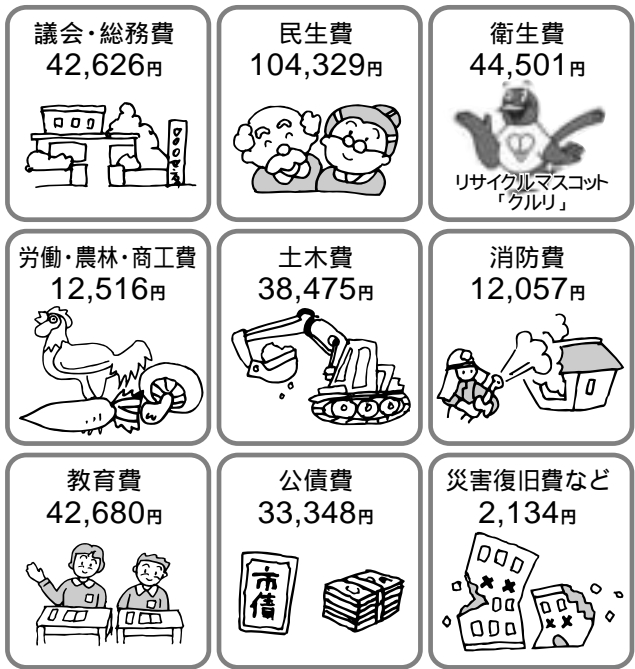 議会・総務費
42,626円
民生費
104,329円
衛生費
44,501円
リサイクルマスコット
「クルリ」
労働・農林・商工費
12,516円
土木費
38,475円
消防費
12,057円
教育費
42,680円
公債費
33,348円
市債
災害復旧費など
2,134円